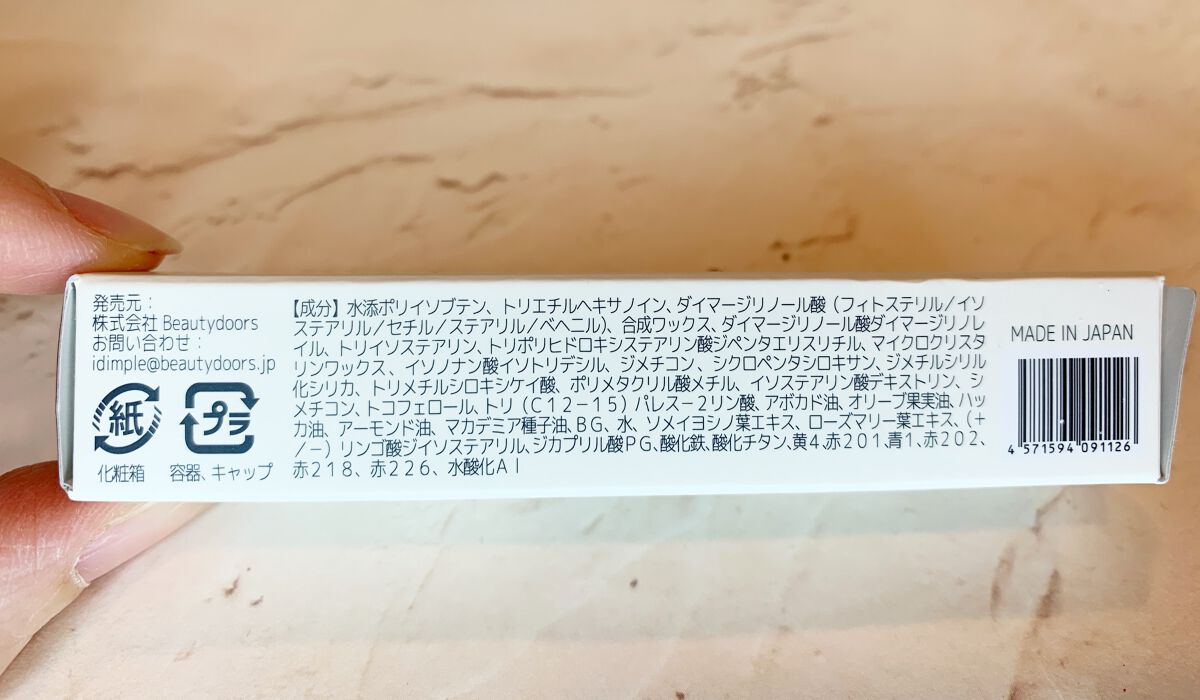 発売元：
株式会社 Beautydoors
お問い合わせ：
idimple@beautydoors.jp
紙
プラ
化粧箱
容器、キャップ
【成分】水添ポリイソブテン、トリエチルヘキサノイン、ダイマージリノール酸（フィトステリル／イソ
ステアリル／セチル／ステアリル／ベヘニル）、合成ワックス、ダイマージリノール酸ダイマージリノレ
イル、トリイソステアリン、トリポリヒドロキシステアリン酸ジペンタエリスリチル、マイクロクリスタ
リンワックス、イソノナン酸イソトリデシル、ジメチコン、シクロペンタシロキサン、ジメチルシリル
化シリカ、トリメチルシロキシケイ酸、ポリメタクリル酸メチル、イソステアリン酸デキストリン、シ
メチコン、トコフェロール、トリ（C12－15）パレス－2リン酸、アボカド油、オリーブ果実油、ハッ
カ油、アーモンド油、マカデミア種子油、BG、水、ソメイヨシノ葉エキス、ローズマリー葉エキス、（＋
／－）リンゴ酸ジイソステアリル、ジカプリル酸PG、酸化鉄、酸化チタン、黄4、赤201、青1、赤202、
赤218、赤226、水酸化Al
MADE IN JAPAN
4 571594 091126